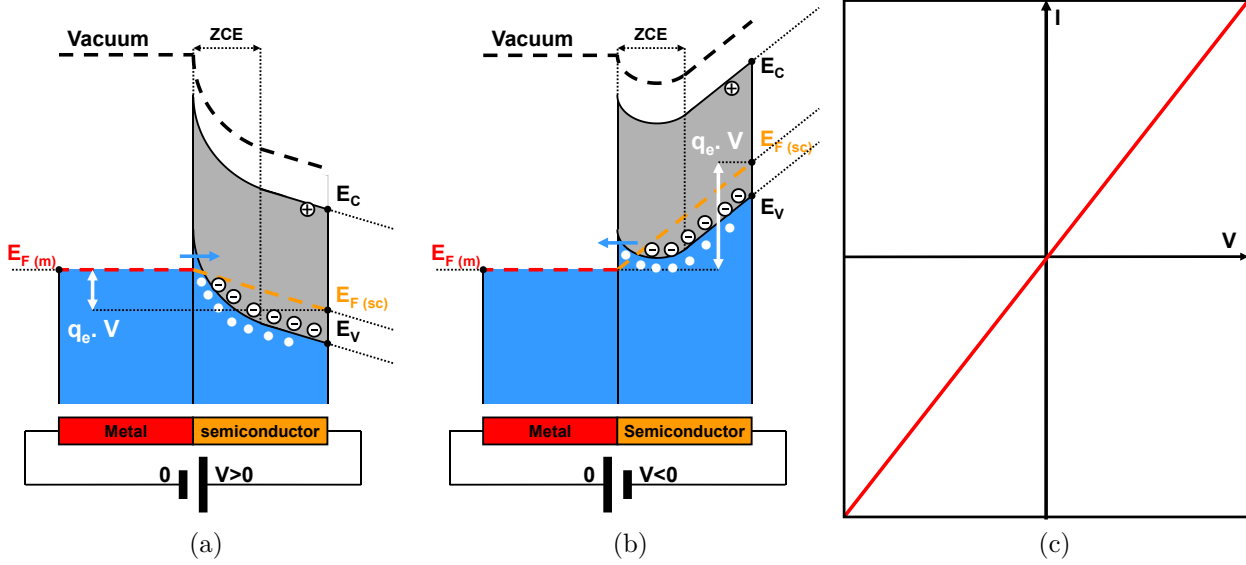 Vacuum
ZCE
E_C
E_F (m)
q_e. V
E_F (sc)
E_V
Metal
semiconductor
0
V>0
(a)
Vacuum
ZCE
E_C
q_e. V
E_F (sc)
E_V
E_F (m)
Metal
Semiconductor
0
V<0
(b)
I
V
(c)